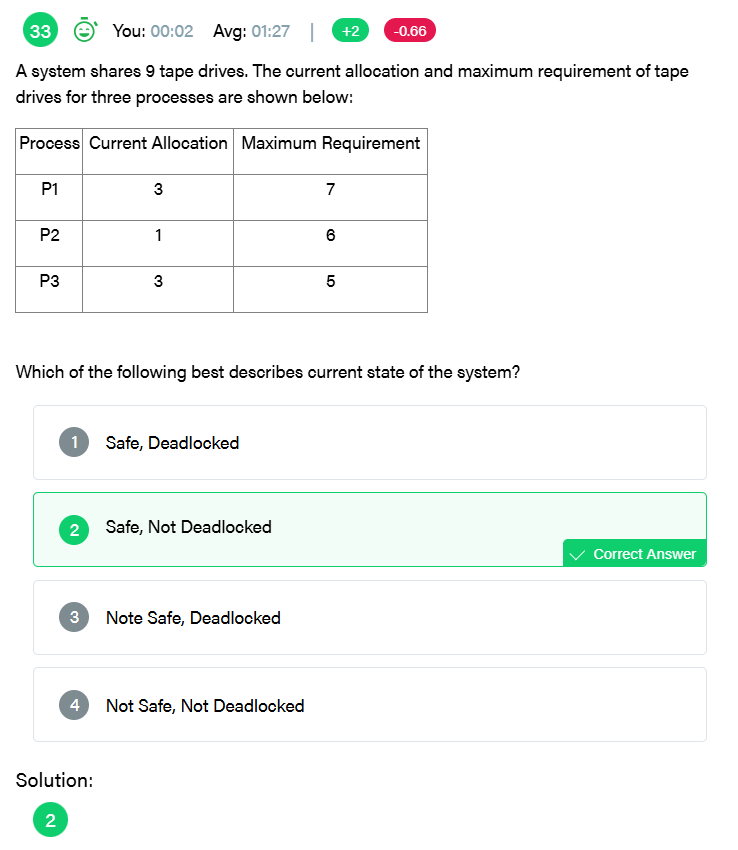 33 You: 00:02 Avg: 01:27 | +2 -0.66
A system shares 9 tape drives. The current allocation and maximum requirement of tape
drives for three processes are shown below:
Process Current Allocation Maximum Requirement
P1 3 7
P2 1 6
P3 3 5
Which of the following best describes current state of the system?
1 Safe, Deadlocked
2 Safe, Not Deadlocked
Correct Answer
3 Note Safe, Deadlocked
4 Not Safe, Not Deadlocked
Solution:
2